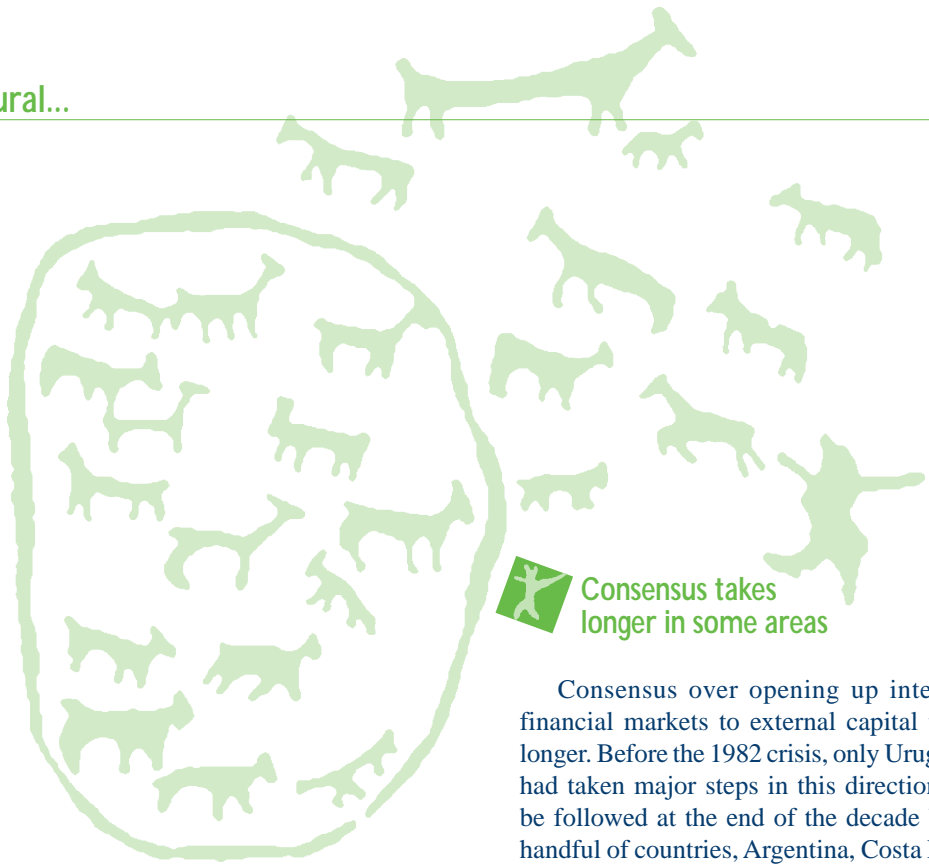 ural...
Consensus takes
longer in some areas
Consensus over opening up inte
financial markets to external capital
longer. Before the 1982 crisis, only Urug
had taken major steps in this direction
be followed at the end of the decade
handful of countries, Argentina, Costa